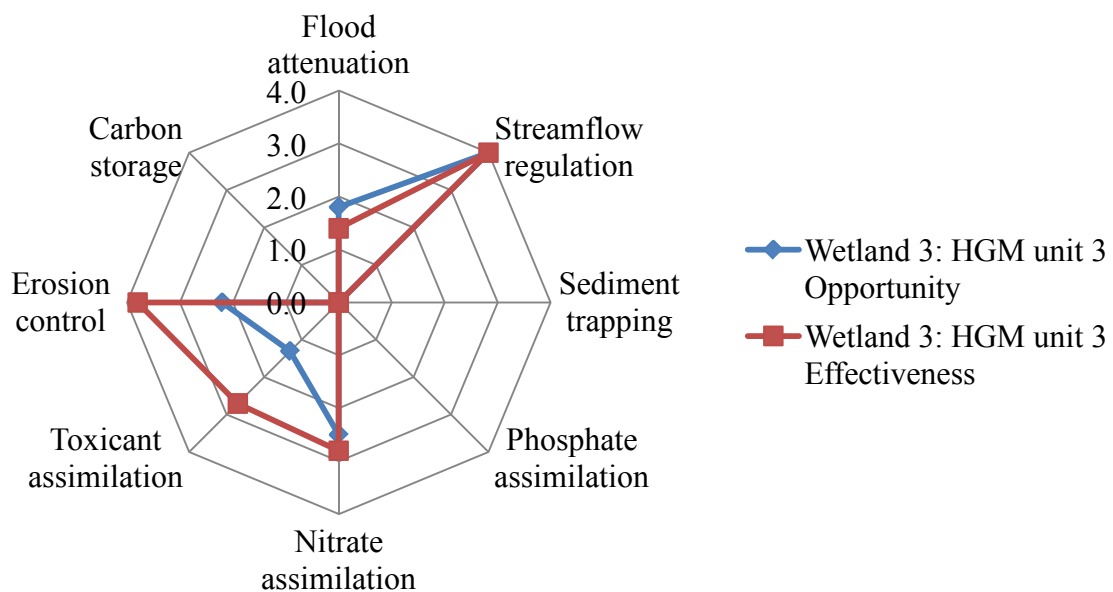 Flood
attenuation
4.0
3.0
2.0
1.0
0.0
Streamflow
regulation
Sediment
trapping
Phosphate
assimilation
Nitrate
assimilation
Toxicant
assimilation
Erosion
control
Carbon
storage
Wetland 3: HGM unit 3
Opportunity
Wetland 3: HGM unit 3
Effectiveness